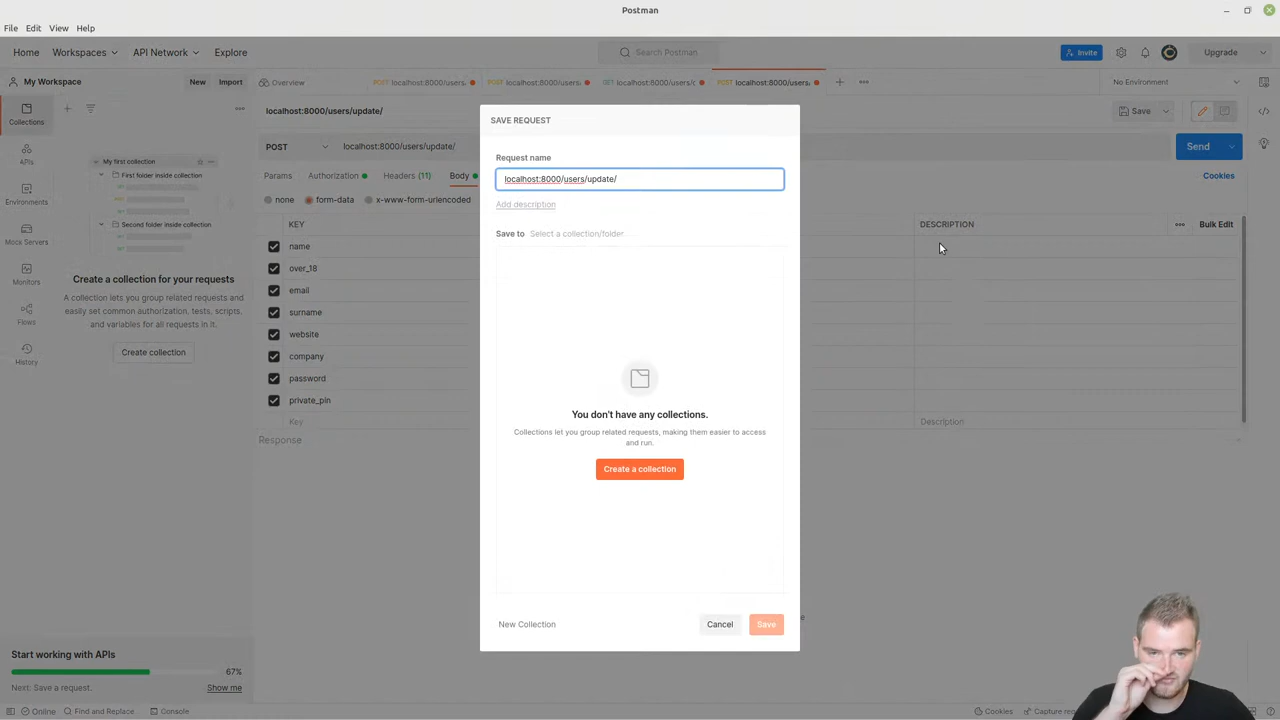 Postman
File Edit View Help
Home Workspaces API Network Explore Search Postman Invite Upgrade
My Workspace New Import Overview POST localhost:8000/users. POST localhost:8000/users. GET localhost:8000/users/c POST localhost:8000/users. No Environment
Collections
localhost:8000/users/update/ Save
SAVE REQUEST
POST localhost:8000/users/update/ Send
Request name
localhost:8000/users/update/
Add description
Save to Select a collection/folder
APIs
Environments
Mock Servers
Monitors
Flows
History
My first collection
First folder inside collection
GET
Second folder inside collection
Create a collection for your requests
A collection lets you group related requests and
easily set common authorization, tests, scripts,
and variables for all requests in it.
Create collection
Params Authorization Headers (11) Body Cookies
none form-data x-www-form-urlencoded
KEY DESCRIPTION Bulk Edit
name
over_18
email
surname
website
company
password
private_pin
Key Description
Response
You don't have any collections.
Collections let you group related requests, making them easier to access
and run.
Create a collection
New Collection Cancel Save
Start working with APIs
67%
Next: Save a request. Show me
Online Find and Replace Console Cookies Capture req